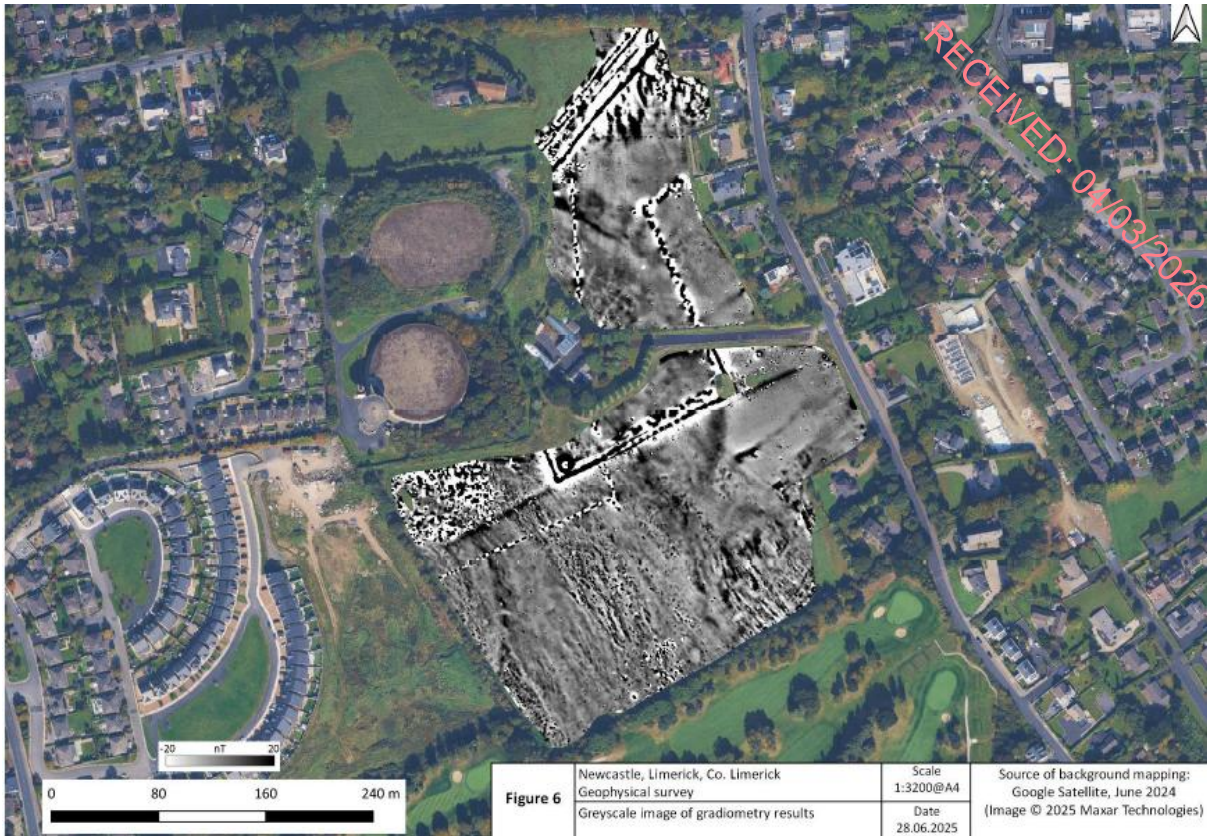 RECEIVED: 04/03/2026
-20 nT 20
0 80 160 240 m
Figure 6
Newcastle, Limerick, Co. Limerick
Geophysical survey
Greyscale image of gradiometry results
Scale
1:3200@A4
Date
28.06.2025
Source of background mapping:
Google Satellite, June 2024
(Image © 2025 Maxar Technologies)